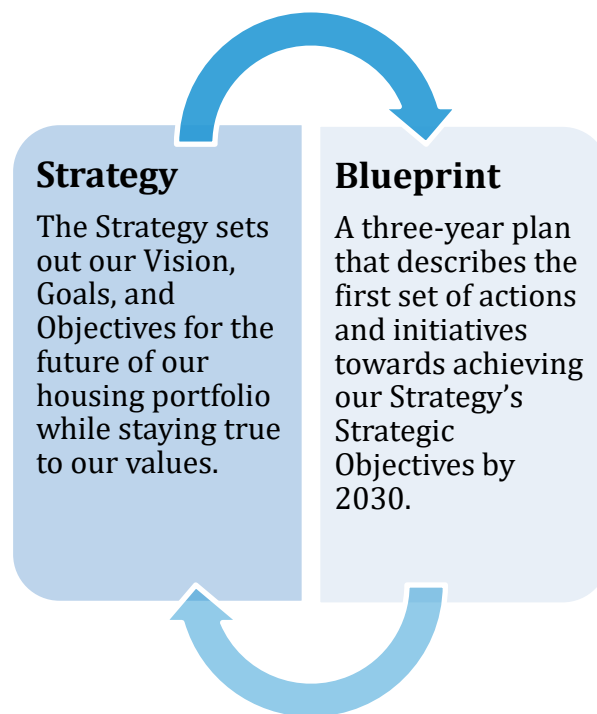 Strategy
The Strategy sets
out our Vision,
Goals, and
Objectives for the
future of our
housing portfolio
while staying true
to our values.
Blueprint
A three-year plan
that describes the
first set of actions
and initiatives
towards achieving
our Strategy’s
Strategic
Objectives by
2030.